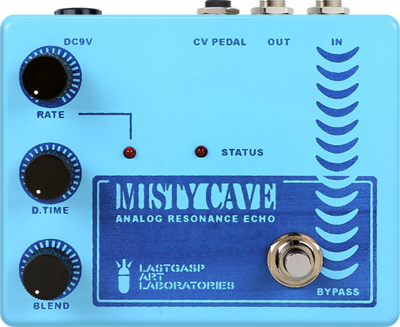 DC9V
CV PEDAL
OUT
IN
RATE
STATUS
D.TIME
MISTY CAVE
ANALOG RESONANCE ECHO
LASTGASP
ART
LABORATORIES
BLEND
BYPASS